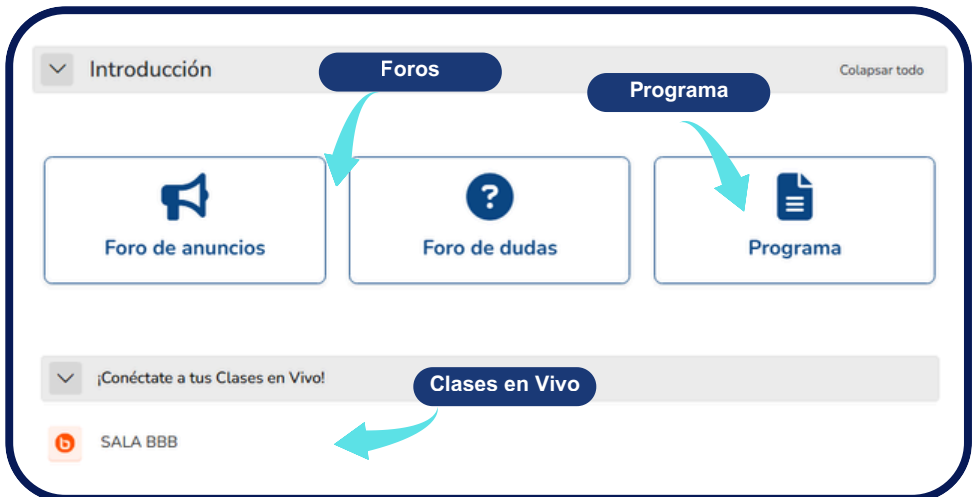 Introducción
Foros
Colapsar todo
Programa
Foro de anuncios
Foro de dudas
Programa
¡Conéctate a tus Clases en Vivo!
Clases en Vivo
SALA BBB